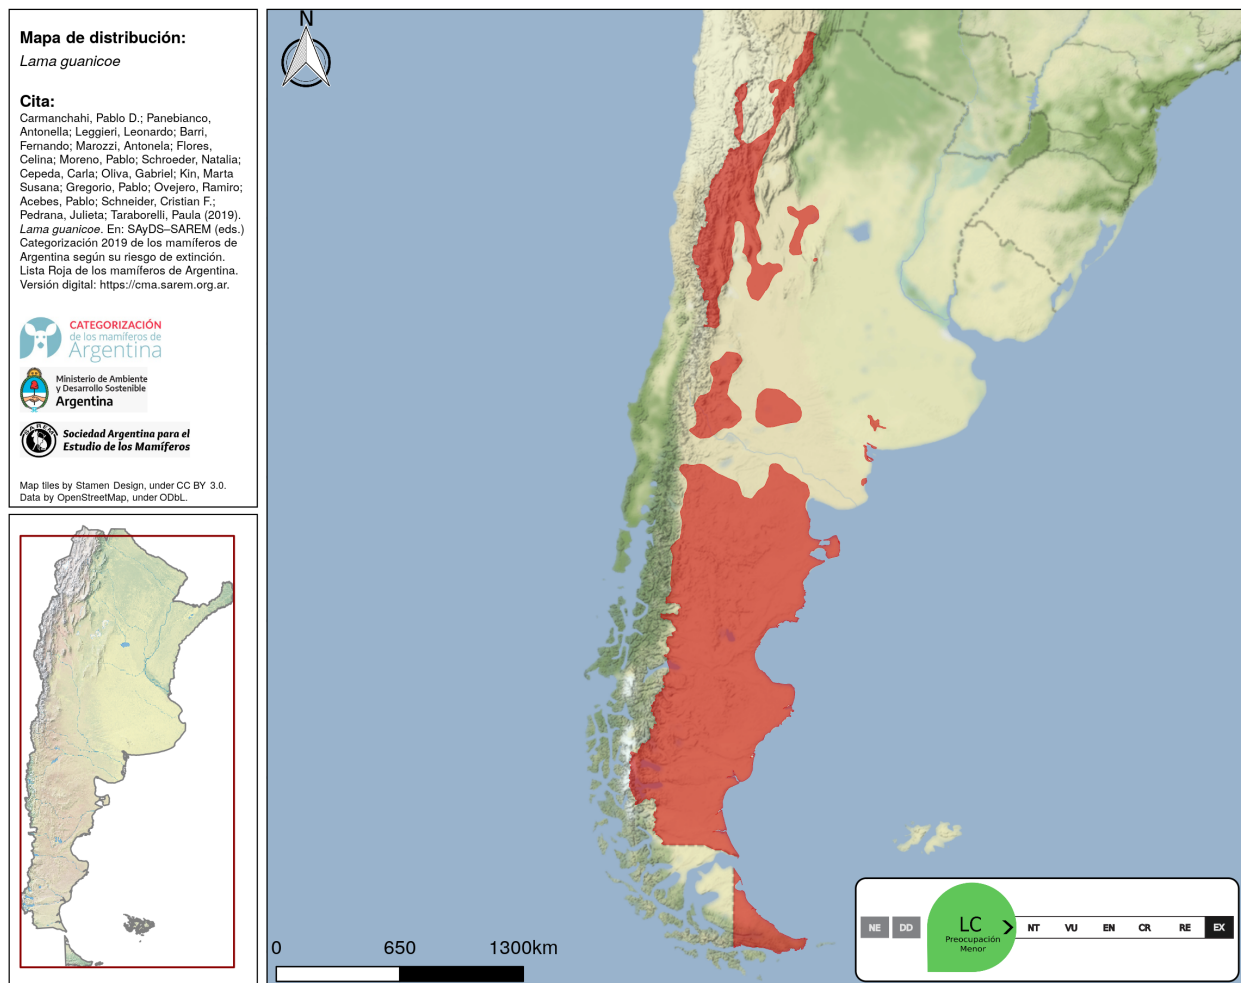 Mapa de distribución:
Lama guanicoe
Cita:
Carmanchahi, Pablo D.; Panebianco,
Antonella; Leggieri, Leonardo; Barri,
Fernando; Marozzi, Antonela; Flores,
Celina; Moreno, Pablo; Schroeder, Natalia;
Cepeda, Carla; Oliva, Gabriel; Kin, Marta
Susana; Gregorio, Pablo; Ovejero, Ramiro;
Acebes, Pablo; Schneider, Cristian F.;
Pedrana, Julieta; Taraborelli, Paula (2019).
Lama guanicoe. En: SAyDS–SAREM (eds.)
Categorización 2019 de los mamíferos de
Argentina según su riesgo de extinción.
Lista Roja de los mamíferos de Argentina.
Versión digital: https://cma.sarem.org.ar.
CATEGORIZACIÓN
de los mamíferos de
Argentina
Ministerio de Ambiente
y Desarrollo Sostenible
Argentina
SAREM
Sociedad Argentina para el
Estudio de los Mamíferos
Map tiles by Stamen Design, under CC BY 3.0.
Data by OpenStreetMap, under ODbL.
N
0 650 1300km
NE DD LC NT VU EN CR RE EX
Preocupación
Menor